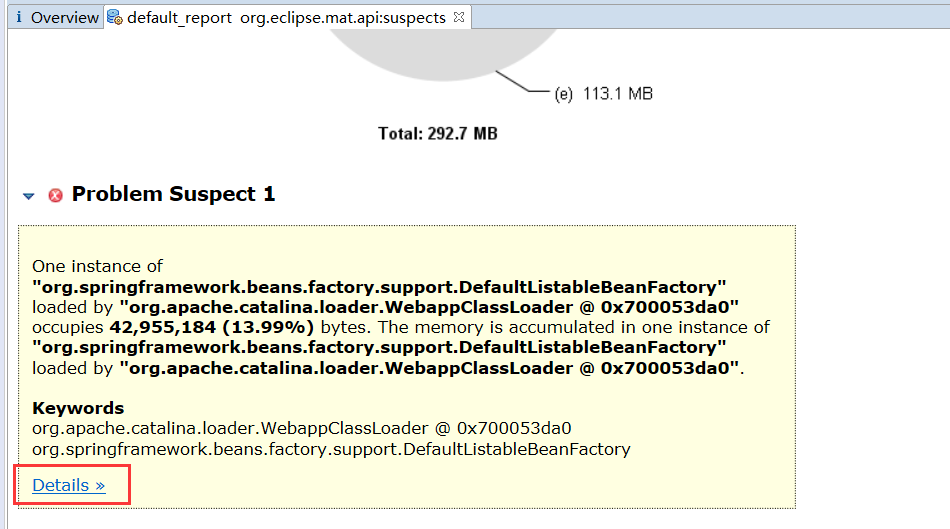 i Overview default_report org.eclipse.mat.api:suspects
(e) 113.1 MB
Total: 292.7 MB
Problem Suspect 1
One instance of
"org.springframework.beans.factory.support.DefaultListableBeanFactory"
loaded by "org.apache.catalina.loader.WebappClassLoader @ 0x700053da0"
occupies 42,955,184 (13.99%) bytes. The memory is accumulated in one instance of
"org.springframework.beans.factory.support.DefaultListableBeanFactory"
loaded by "org.apache.catalina.loader.WebappClassLoader @ 0x700053da0".
Keywords
org.apache.catalina.loader.WebappClassLoader @ 0x700053da0
org.springframework.beans.factory.support.DefaultListableBeanFactory
Details »